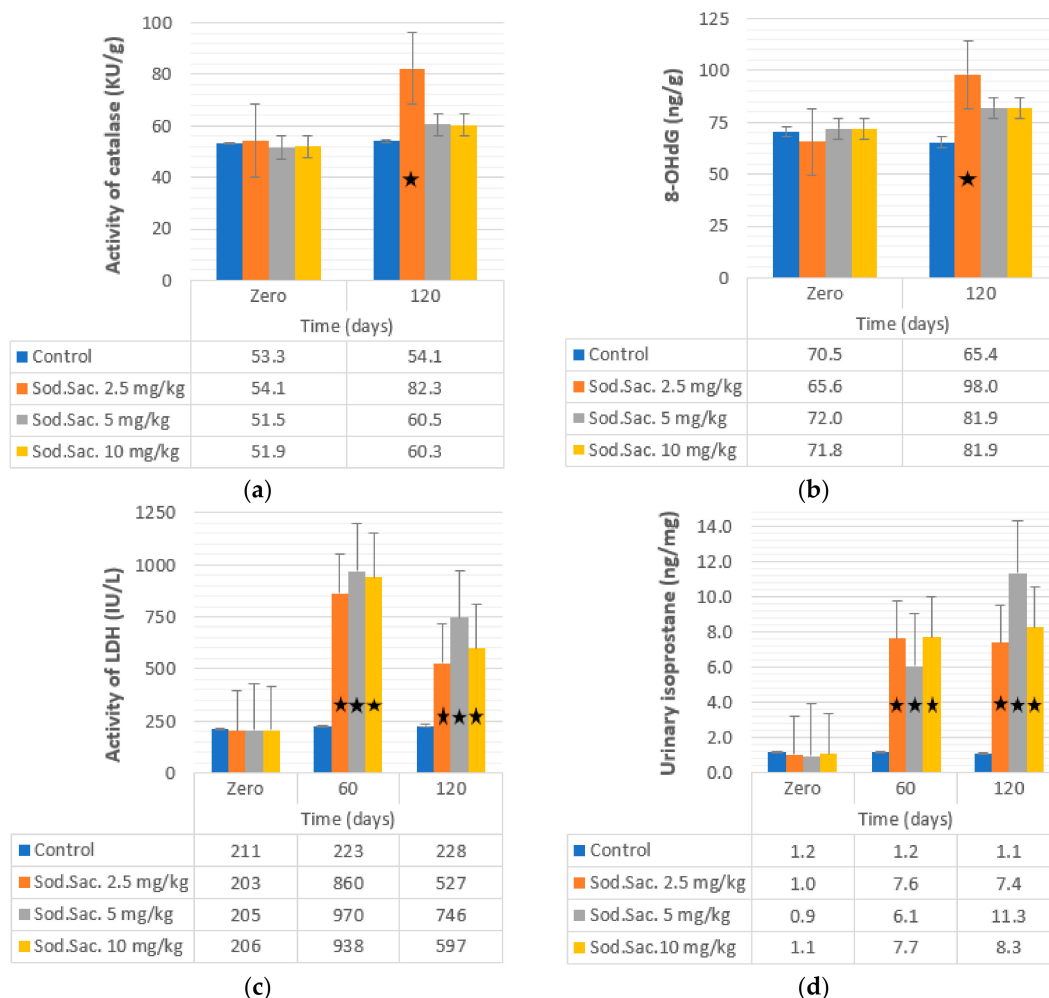 (a)
Activity of catalase (KU/g)
100
80
60
40
20
0
Zero 120
Time (days)
Control 53.3 54.1
Sod.Sac. 2.5 mg/kg 54.1 82.3
Sod.Sac. 5 mg/kg 51.5 60.5
Sod.Sac. 10 mg/kg 51.9 60.3
(b)
8-OHdG (ng/g)
125
100
75
50
25
0
Zero 120
Time (days)
Control 70.5 65.4
Sod.Sac. 2.5 mg/kg 65.6 98.0
Sod.Sac. 5 mg/kg 72.0 81.9
Sod.Sac. 10 mg/kg 71.8 81.9
(c)
Activity of LDH (IU/L)
1250
1000
750
500
250
0
Zero 60 120
Time (days)
Control 211 223 228
Sod.Sac. 2.5 mg/kg 203 860 527
Sod.Sac. 5 mg/kg 205 970 746
Sod.Sac. 10 mg/kg 206 938 597
(d)
Urinary isoprostane (ng/mg)
14.0
12.0
10.0
8.0
6.0
4.0
2.0
0.0
Zero 60 120
Time (days)
Control 1.2 1.2 1.1
Sod.Sac. 2.5 mg/kg 1.0 7.6 7.4
Sod.Sac. 5 mg/kg 0.9 6.1 11.3
Sod.Sac.10 mg/kg 1.1 7.7 8.3